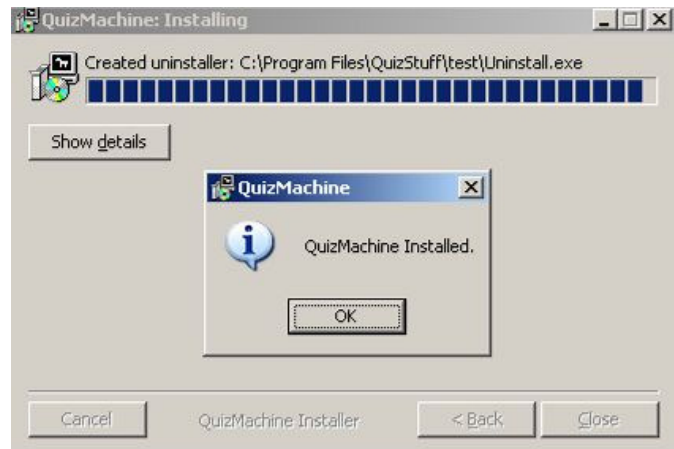 QuizMachine: Installing
Created uninstaller: C:\Program Files\QuizStuff\test\Uninstall.exe
Show details
QuizMachine
QuizMachine Installed.
OK
Cancel
QuizMachine Installer
< Back
Close